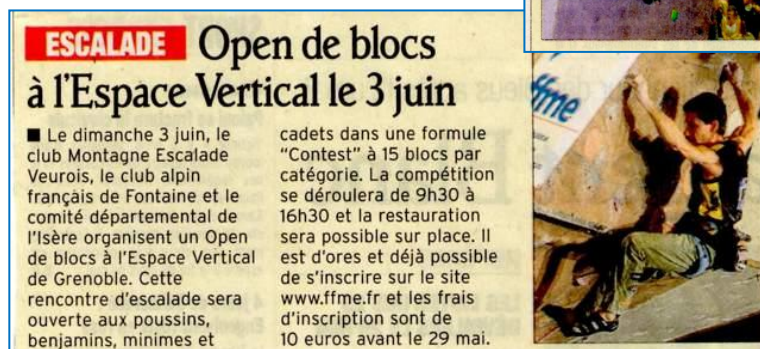 ESCALADE Open de blocs
à l'Espace Vertical le 3 juin
■ Le dimanche 3 juin, le
club Montagne Escalade
Veurois, le club alpin
français de Fontaine et le
comité départemental de
l'Isère organisent un Open
de blocs à l'Espace Vertical
de Grenoble. Cette
rencontre d'escalade sera
ouverte aux poussins,
benjamins, minimes et
cadets dans une formule
"Contest" à 15 blocs par
catégorie. La compétition
se déroulera de 9h30 à
16h30 et la restauration
sera possible sur place. Il
est d'ores et déjà possible
de s'inscrire sur le site
www.ffme.fr et les frais
d'inscription sont de
10 euros avant le 29 mai.
ffme